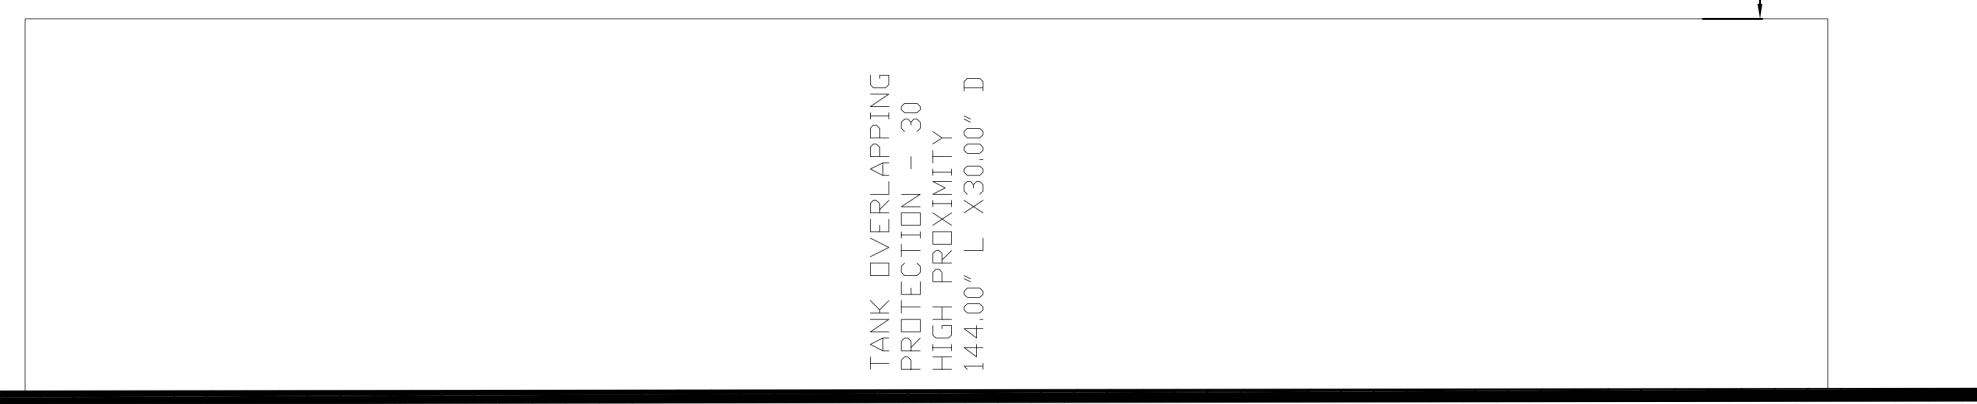 TANK OVERLAPPING
PROTECTION - 30
HIGH PROXIMITY
144.00" L X30.00" D